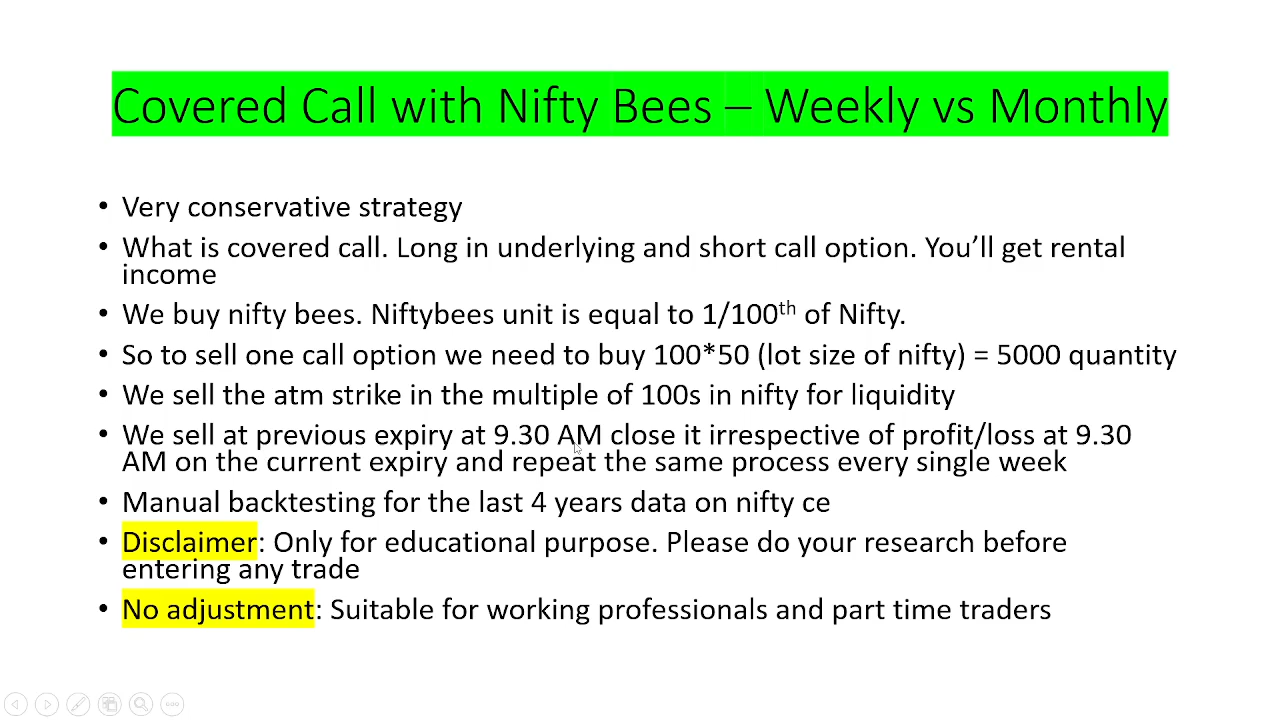 Covered Call with Nifty Bees – Weekly vs Monthly
• Very conservative strategy
• What is covered call. Long in underlying and short call option. You’ll get rental
income
• We buy nifty bees. Niftybees unit is equal to 1/100th of Nifty.
• So to sell one call option we need to buy 100*50 (lot size of nifty) = 5000 quantity
• We sell the atm strike in the multiple of 100s in nifty for liquidity
• We sell at previous expiry at 9.30 AM close it irrespective of profit/loss at 9.30
AM on the current expiry and repeat the same process every single week
• Manual backtesting for the last 4 years data on nifty ce
• Disclaimer: Only for educational purpose. Please do your research before
entering any trade
• No adjustment: Suitable for working professionals and part time traders